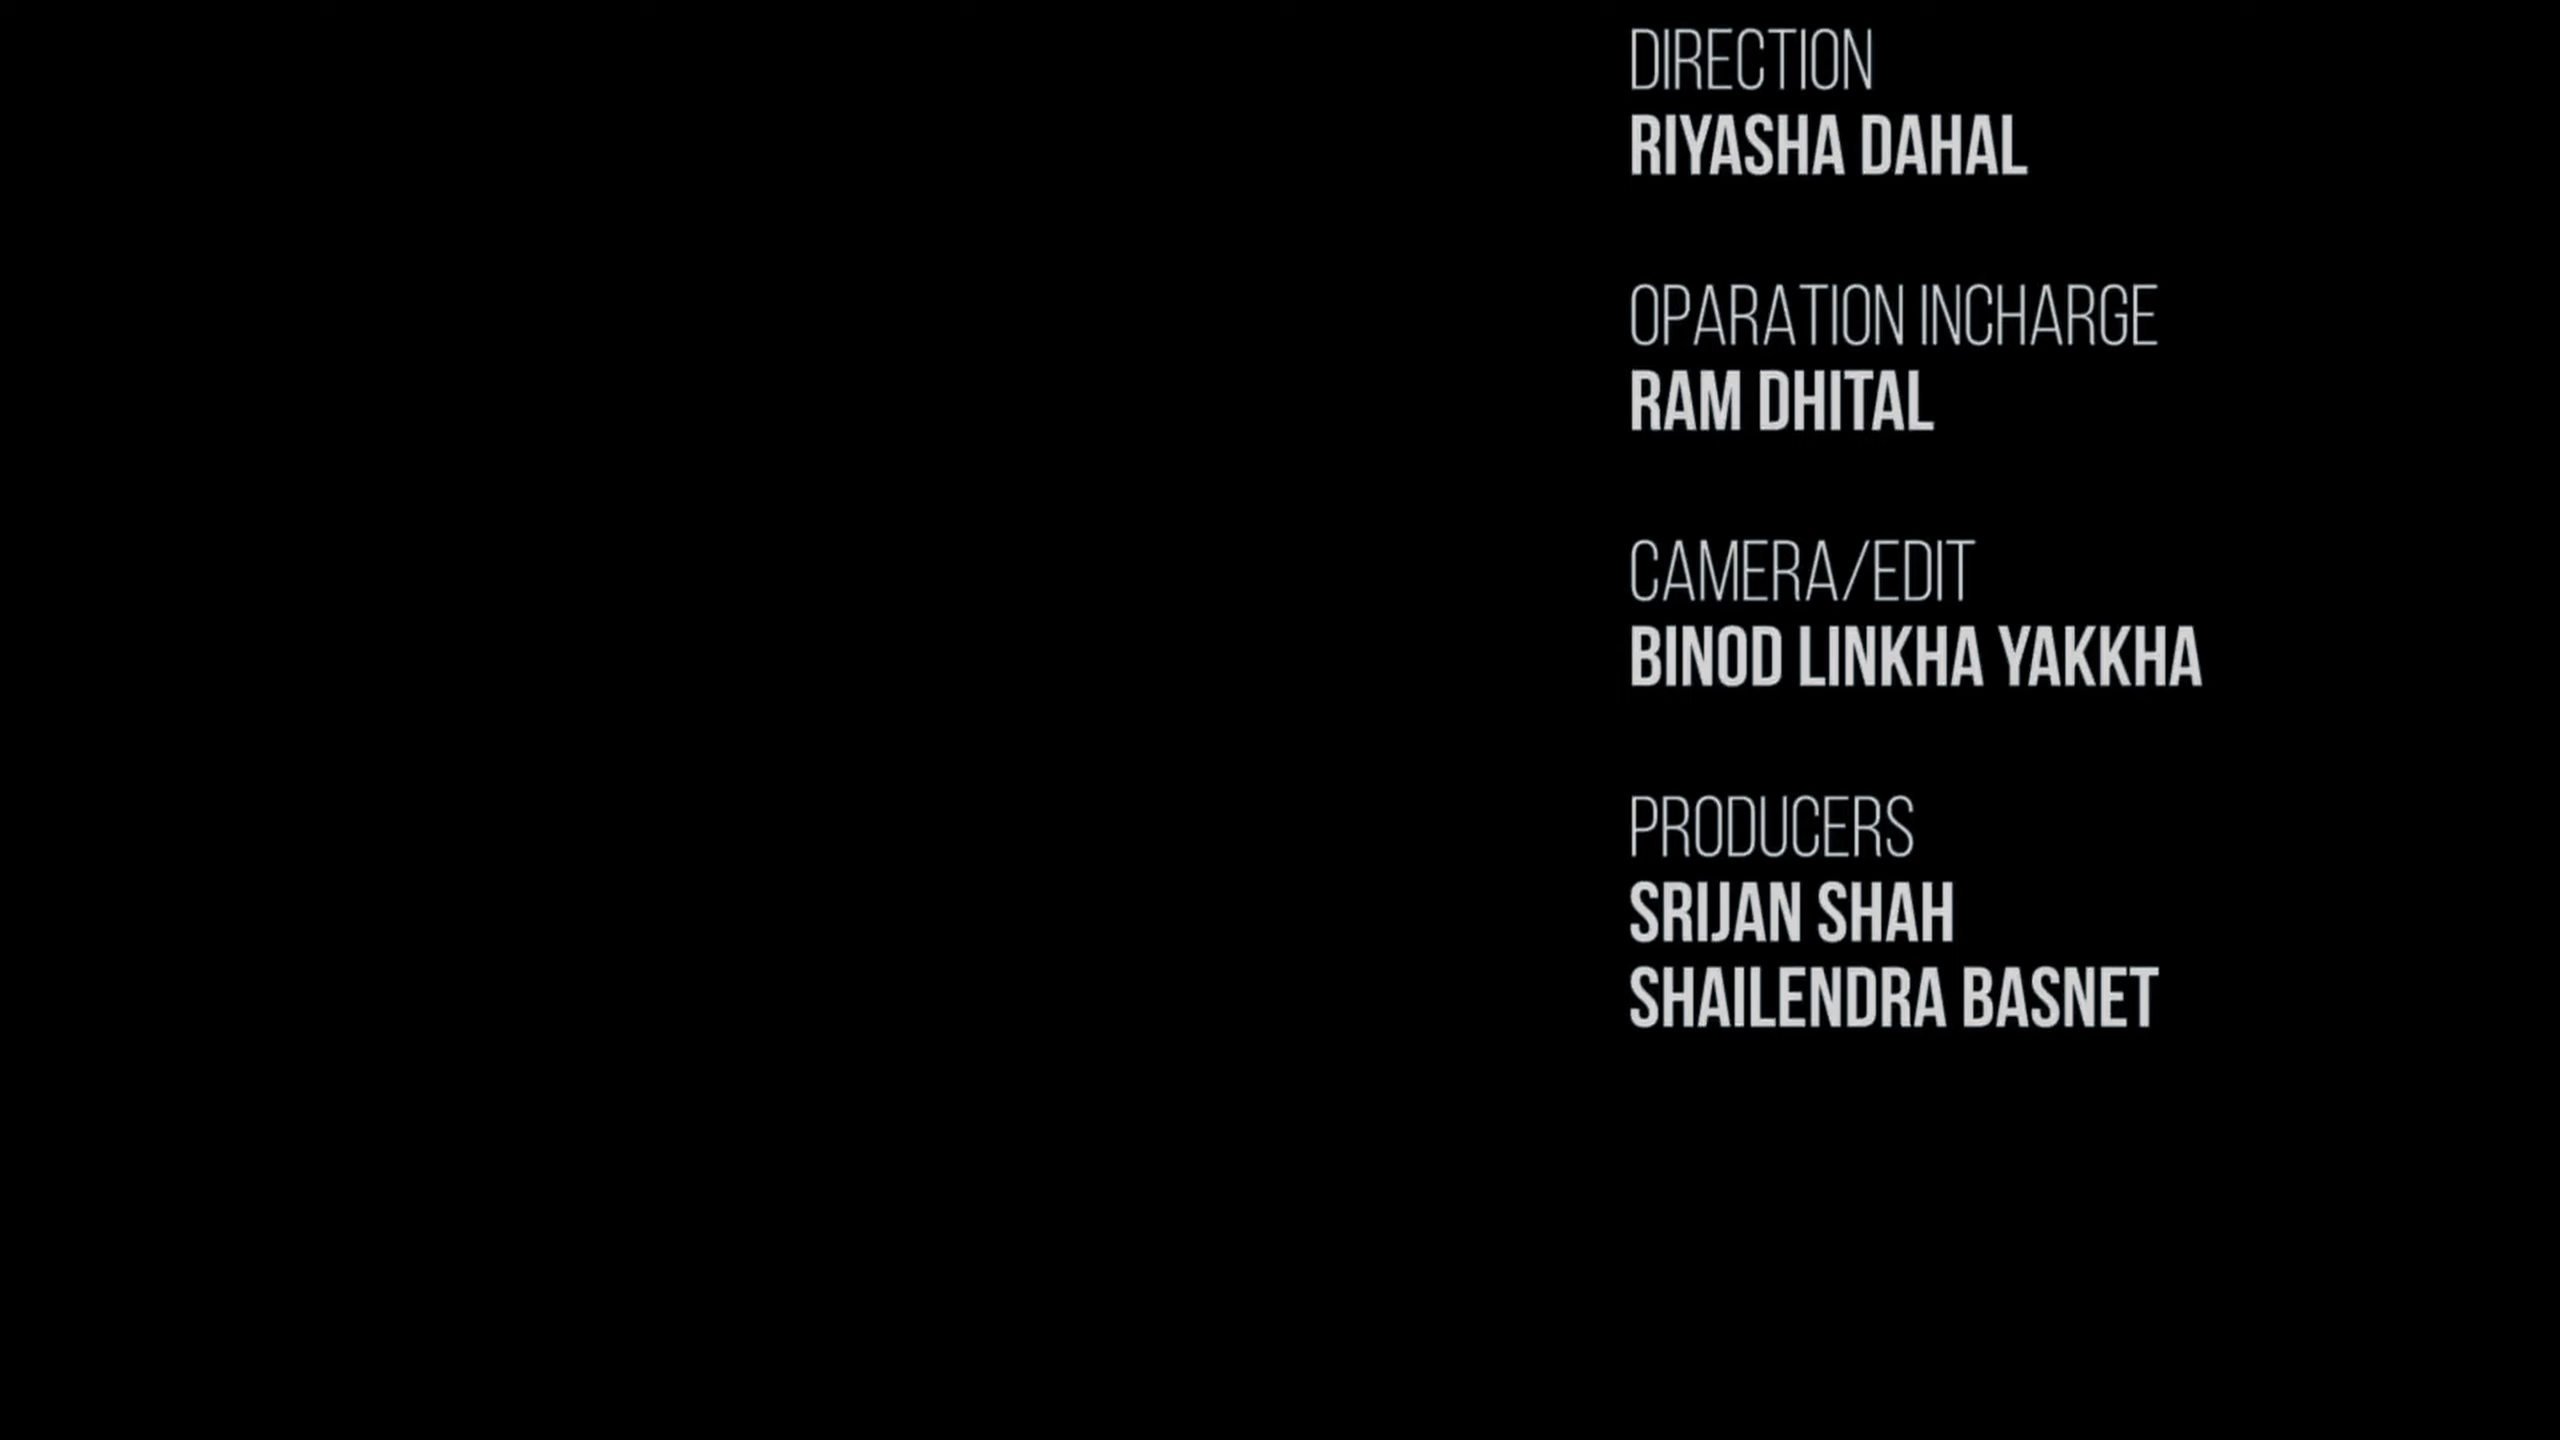 DIRECTION
RIYASHA DAHAL
OPARATION INCHARGE
RAM DHITAL
CAMERA/EDIT
BINOD LINKHA YAKKHA
PRODUCERS
SRIJAN SHAH
SHAILENDRA BASNET